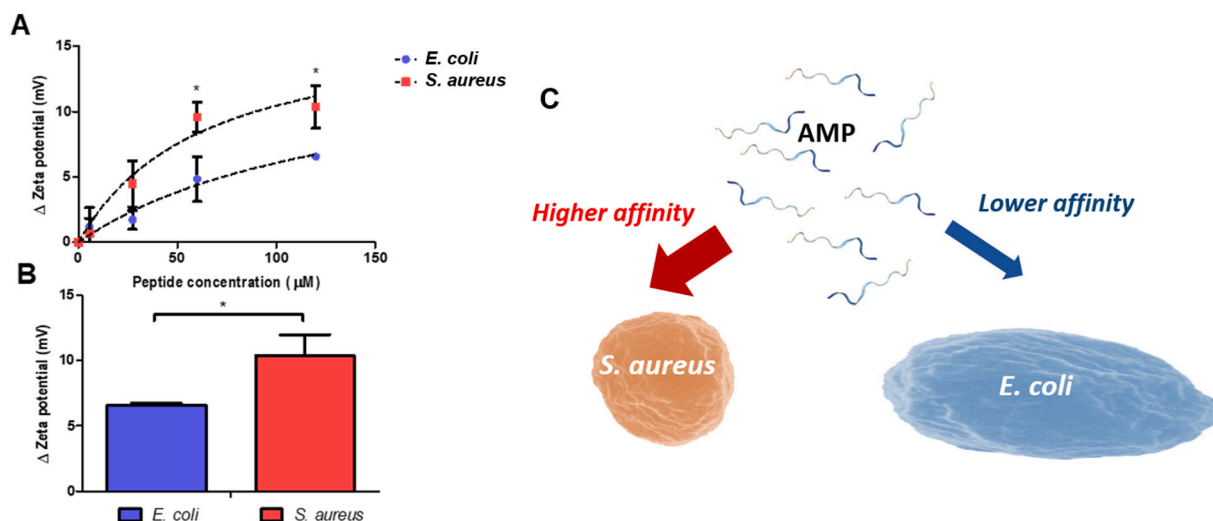 A
15
10
5
0
Δ Zeta potential (mV)
*
*
0
50
100
150
Peptide concentration ( μM)
E. coli
S. aureus
B
15
10
5
0
Δ Zeta potential (mV)
*
E. coli
S. aureus
C
AMP
Higher affinity
Lower affinity
S. aureus
E. coli